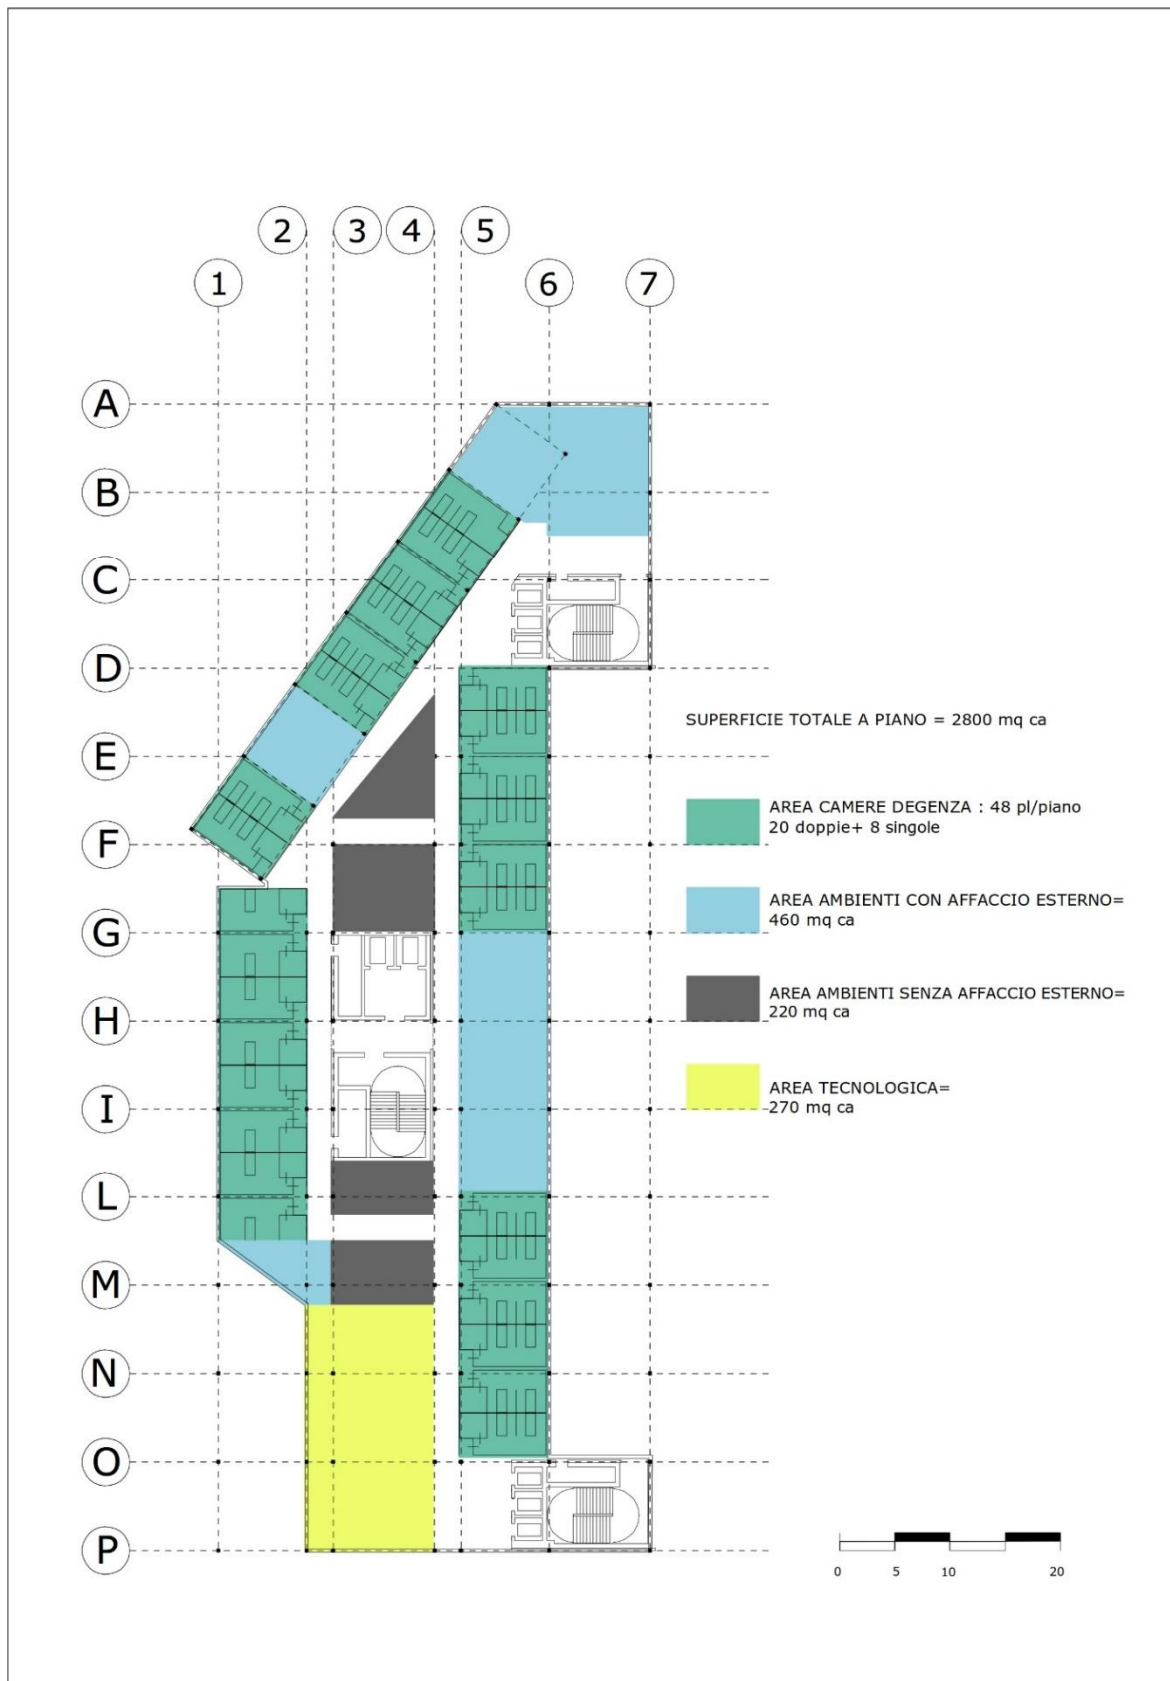 2
3
4
5
1
6
7
A
B
C
D
E
F
G
H
I
L
M
N
O
P
SUPERFICIE TOTALE A PIANO = 2800 mq ca
AREA CAMERE DEGENZA : 48 pl/piano
20 doppie+ 8 singole
AREA AMBIENTI CON AFFACCIO ESTERNO=
460 mq ca
AREA AMBIENTI SENZA AFFACCIO ESTERNO=
220 mq ca
AREA TECNOLOGICA=
270 mq ca
0 5 10 20